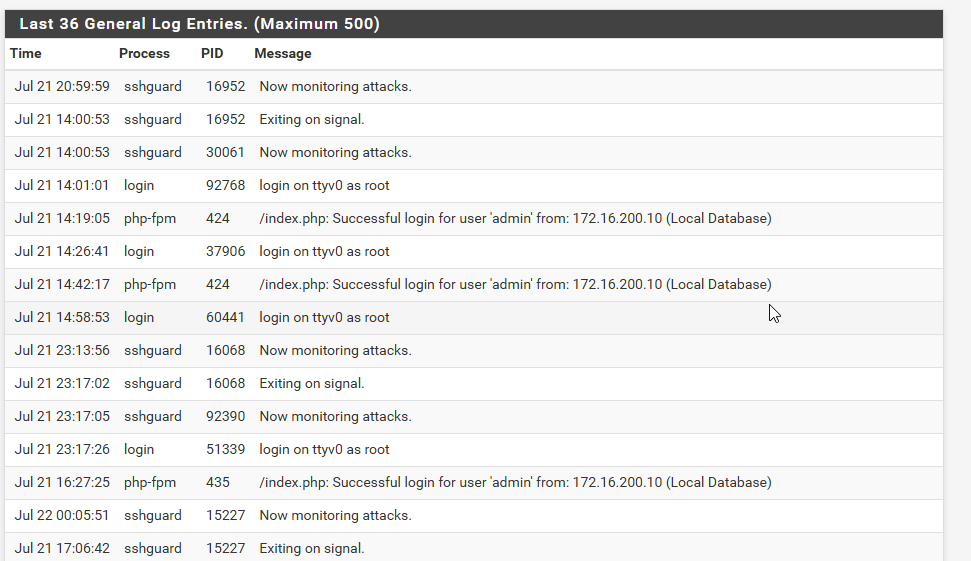 Last 36 General Log Entries. (Maximum 500)
Time Process PID Message
Jul 21 20:59:59 sshguard 16952 Now monitoring attacks.
Jul 21 14:00:53 sshguard 16952 Exiting on signal.
Jul 21 14:00:53 sshguard 30061 Now monitoring attacks.
Jul 21 14:01:01 login 92768 login on ttyv0 as root
Jul 21 14:19:05 php-fpm 424 /index.php: Successful login for user 'admin' from: 172.16.200.10 (Local Database)
Jul 21 14:26:41 login 37906 login on ttyv0 as root
Jul 21 14:42:17 php-fpm 424 /index.php: Successful login for user 'admin' from: 172.16.200.10 (Local Database)
Jul 21 14:58:53 login 60441 login on ttyv0 as root
Jul 21 23:13:56 sshguard 16068 Now monitoring attacks.
Jul 21 23:17:02 sshguard 16068 Exiting on signal.
Jul 21 23:17:05 sshguard 92390 Now monitoring attacks.
Jul 21 23:17:26 login 51339 login on ttyv0 as root
Jul 21 16:27:25 php-fpm 435 /index.php: Successful login for user 'admin' from: 172.16.200.10 (Local Database)
Jul 22 00:05:51 sshguard 15227 Now monitoring attacks.
Jul 21 17:06:42 sshguard 15227 Exiting on signal.